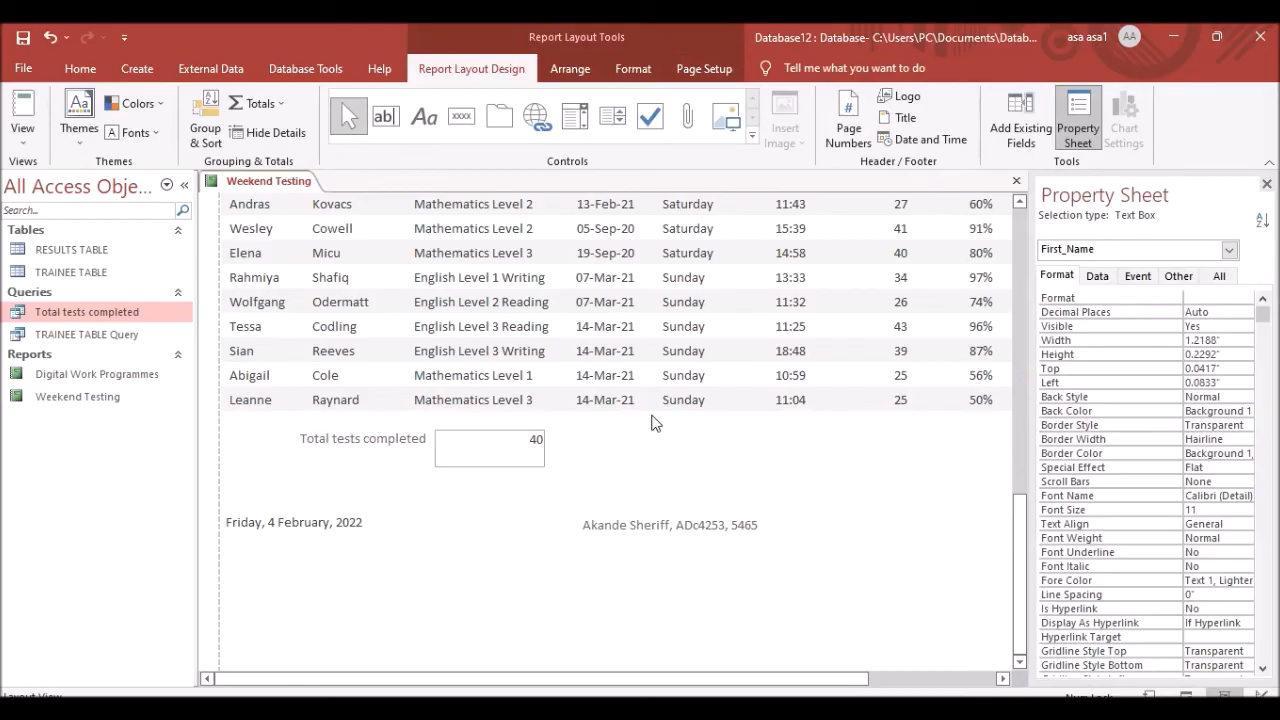 Report Layout Tools
Database12 : Database- C:\Users\PC\Documents\Datab...
asa asa1
AA
File
Home
Create
External Data
Database Tools
Help
Report Layout Design
Arrange
Format
Page Setup
Tell me what you want to do
View
Views
Aa
Themes
Colors
Fonts
Themes
Group & Sort
Totals
Hide Details
Grouping & Totals
ab
Aa
XXXX
Controls
Insert Image
Page Numbers
Logo
Title
Date and Time
Header / Footer
Add Existing Fields
Property Sheet
Chart Settings
Tools
All Access Obje...
Search...
Tables
RESULTS TABLE
TRAINEE TABLE
Queries
Total tests completed
TRAINEE TABLE Query
Reports
Digital Work Programmes
Weekend Testing
Weekend Testing
Andras Kovacs Mathematics Level 2 13-Feb-21 Saturday 11:43 27 60%
Wesley Cowell Mathematics Level 2 05-Sep-20 Saturday 15:39 41 91%
Elena Micu Mathematics Level 3 19-Sep-20 Saturday 14:58 40 80%
Rahmiya Shafiq English Level 1 Writing 07-Mar-21 Sunday 13:33 34 97%
Wolfgang Odermatt English Level 2 Reading 07-Mar-21 Sunday 11:32 26 74%
Tessa Codling English Level 3 Reading 14-Mar-21 Sunday 11:25 43 96%
Sian Reeves English Level 3 Writing 14-Mar-21 Sunday 18:48 39 87%
Abigail Cole Mathematics Level 1 14-Mar-21 Sunday 10:59 25 56%
Leanne Raynard Mathematics Level 3 14-Mar-21 Sunday 11:04 25 50%
Total tests completed 40
Friday, 4 February, 2022
Akande Sheriff, ADc4253, 5465
Property Sheet
Selection type: Text Box
First_Name
Format Data Event Other All
Format
Decimal Places Auto
Visible Yes
Width 1.2188"
Height 0.2292"
Top 0.0417"
Left 0.0833"
Back Style Normal
Back Color Background 1
Border Style Transparent
Border Width Hairline
Border Color Background 1,
Special Effect Flat
Scroll Bars None
Font Name Calibri (Detail)
Font Size 11
Text Align General
Font Weight Normal
Font Underline No
Font Italic No
Fore Color Text 1, Lighter
Line Spacing 0"
Is Hyperlink No
Display As Hyperlink If Hyperlink
Hyperlink Target
Gridline Style Top Transparent
Gridline Style Bottom Transparent